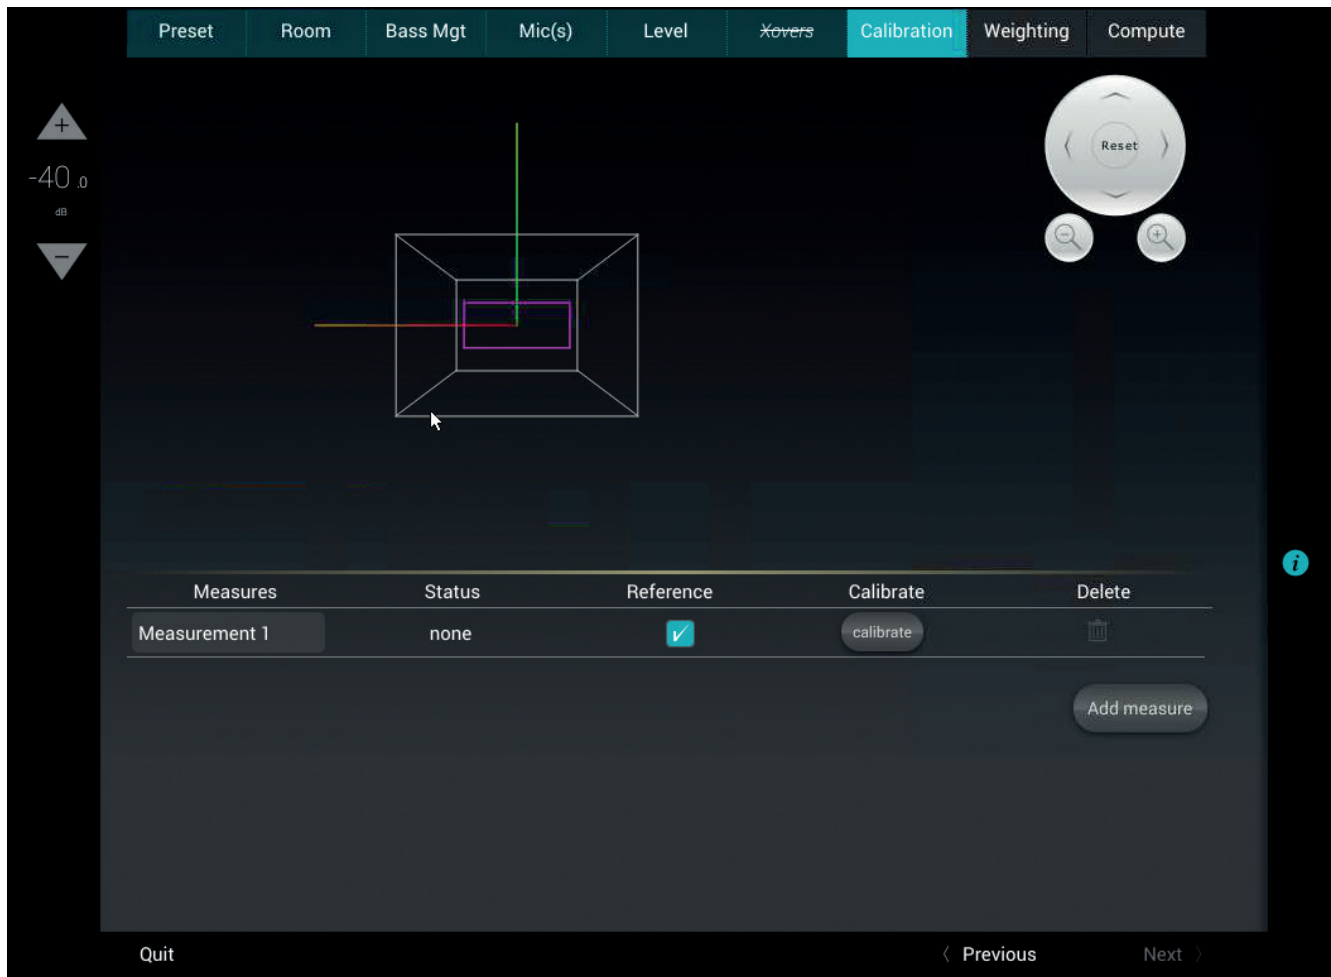 Preset Room Bass Mgt Mic(s) Level Xovers Calibration Weighting Compute
+
-40.0
dB
−
Reset
i
Measures Status Reference Calibrate Delete
Measurement 1 none calibrate
Add measure
Quit Previous Next